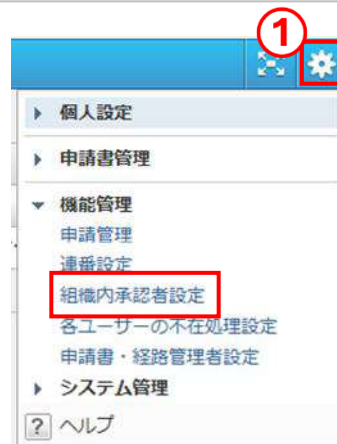 ①
個人設定
申請書管理
機能管理
申請管理
連番設定
組織内承認者設定
各ユーザーの不在処理設定
申請書・経路管理者設定
システム管理
? ヘルプ